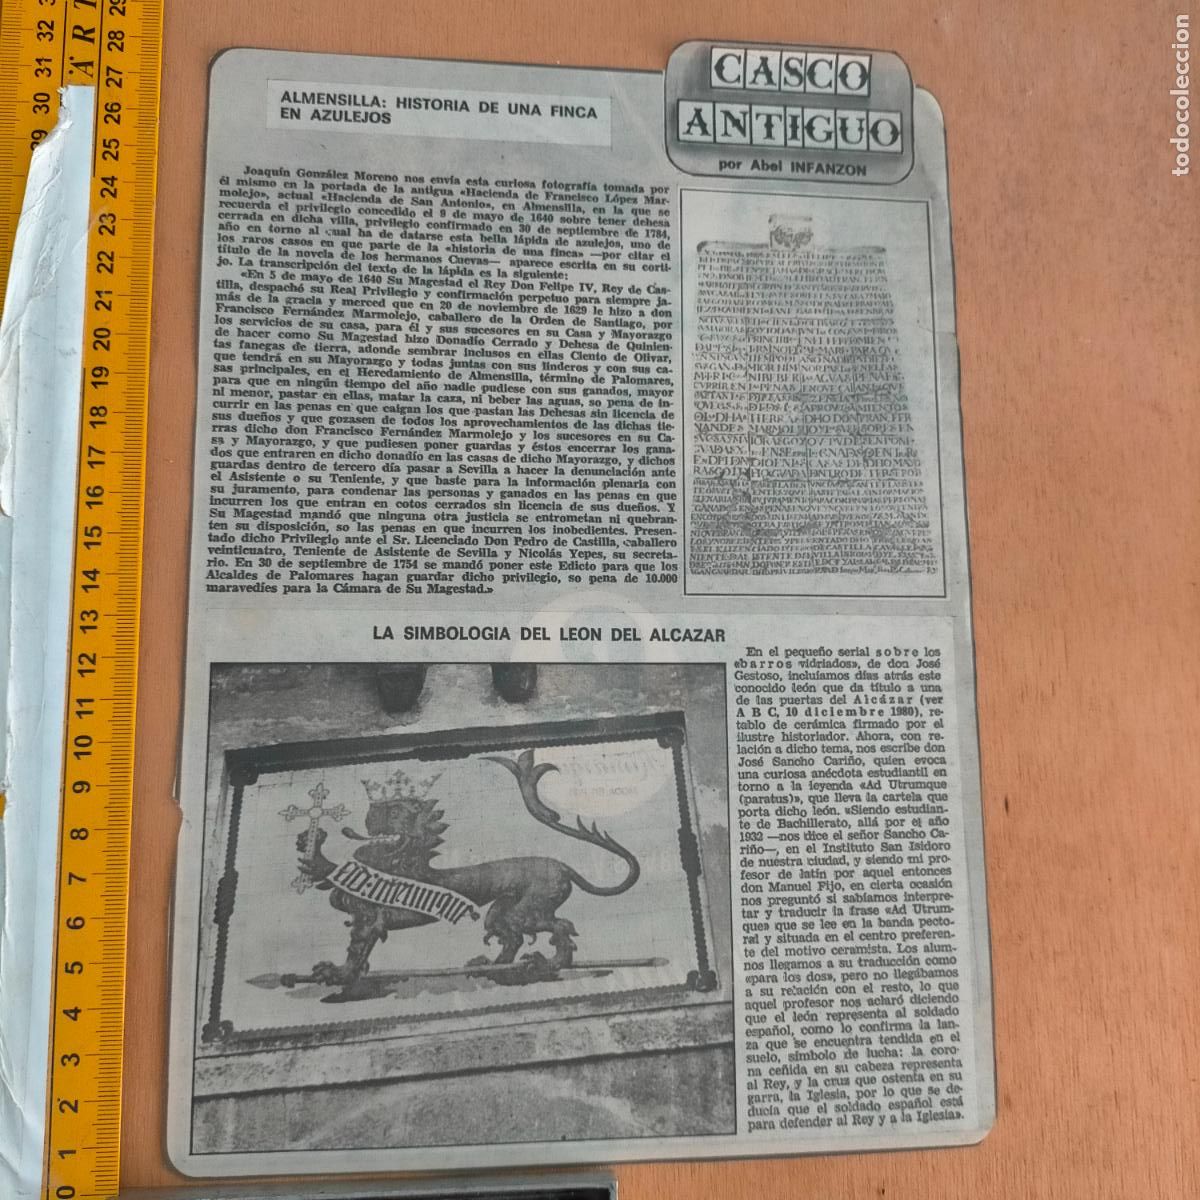 CASCO
ANTIGUO
por Abel INFANZON
ALMENSILLA: HISTORIA DE UNA FINCA
EN AZULEJOS
Joaquín González Moreno nos envía esta curiosa fotografía tomada por
él mismo en la portada de la antigua «Hacienda de Francisco López Mar-
molejo», actual «Hacienda de San Antonio», en Almensilla, en la que se
recuerda el privilegio concedido el 9 de mayo de 1640 sobre tener dehesa
cerrada en dicha villa, privilegio confirmado en 30 de septiembre de 1784,
año en torno al cual ha de datarse esta bella lápida de azulejos, uno de
los raros casos en que parte de la «historia de una finca» —por citar el
título de la novela de los hermanos Cuevas— aparece escrita en su corti-
jo. La transcripción del texto de la lápida es la siguiente:
«En 5 de mayo de 1640 Su Magestad el Rey Don Felipe IV, Rey de Cas-
tilla, despachó su Real Privilegio y confirmación perpetuo para siempre ja-
más de la gracia y merced que en 20 de noviembre de 1629 le hizo a don
Francisco Fernández Marmolejo, caballero de la Orden de Santiago, por
los servicios de su casa, para él y sus sucesores en su Casa y Mayorazgo
de hacer como Su Magestad hizo Donadío Cerrado y Dehesa de Quinien-
tas fanegas de tierra, adonde sembrar inclusos en ellas Ciento de Olivar,
que tendrá en su Mayorazgo y todas juntas con sus linderos y con sus ca-
sas principales, en el Heredamiento de Almensilla, término de Palomares,
para que en ningún tiempo del año nadie pudiese con sus ganados, mayor
ni menor, pastar en ellas, matar la caza, ni beber las aguas, so pena de in-
currir en las penas en que caigan los que pastan las Dehesas sin licencia de
sus dueños y que gozasen de todos los aprovechamientos de las dichas tie-
rras dicho don Francisco Fernández Marmolejo y los sucesores en su Ca-
sa y Mayorazgo, y que pudiesen poner guardas y éstos encerrar los gana-
dos que entraren en dicho donadío en las casas de dicho Mayorazgo, y dichos
guardas dentro de tercero día pasar a Sevilla a hacer la denunciación ante
el Asistente o su Teniente, y que baste para la información plenaria con
su juramento, para condenar las personas y ganados en las penas en que
incurren los que entran en cotos cerrados sin licencia de sus dueños. Y
Su Magestad mandó que ninguna otra justicia se entrometan ni quebran-
ten su disposición, so las penas en que incurren los inobedientes. Presen-
tado dicho Privilegio ante el Sr. Licenciado Don Pedro de Castilla, caballero
veinticuatro, Teniente de Asistente de Sevilla y Nicolás Yepes, su secreta-
rio. En 30 de septiembre de 1754 se mandó poner este Edicto para que los
Alcaldes de Palomares hagan guardar dicho privilegio, so pena de 10.000
maravedíes para la Cámara de Su Magestad.»
LA SIMBOLOGIA DEL LEON DEL ALCAZAR
En el pequeño serial sobre los
«barros vidriados», de don José
Gestoso, incluíamos días atrás este
conocido león que da título a una
de las puertas del Alcázar (ver
A B C, 10 diciembre 1980), re-
tablo de cerámica firmado por el
ilustre historiador. Ahora, con re-
lación a dicho tema, nos escribe don
José Sancho Cariño, quien evoca
una curiosa anécdota estudiantil en
torno a la leyenda «Ad Utrumque
(paratus)», que lleva la cartela que
porta dicho león. «Siendo estudian-
te de Bachillerato, allá por el año
1932 —nos dice el señor Sancho Ca-
riño—, en el Instituto San Isidoro
de nuestra ciudad, y siendo mi pro-
fesor de latín por aquel entonces
don Manuel Fijo, en cierta ocasión
nos preguntó si sabíamos interpre-
tar y traducir la frase «Ad Utrum-
que» que se lee en la banda pecto-
ral y situada en el centro preferen-
te del motivo ceramista. Los alum-
nos llegamos a su traducción como
«para los dos», pero no llegábamos
a su relación con el resto, lo que
aquel profesor nos aclaró diciendo
que el león representa al soldado
español, como lo confirma la lan-
za que se encuentra tendida en el
suelo, símbolo de lucha: la coro-
na ceñida en su cabeza representa
al Rey, y la cruz que ostenta en su
garra, la Iglesia, por lo que se de-
ducía que el soldado español está
para defender al Rey y a la Iglesia».
AD: utrumque
todocoleccion